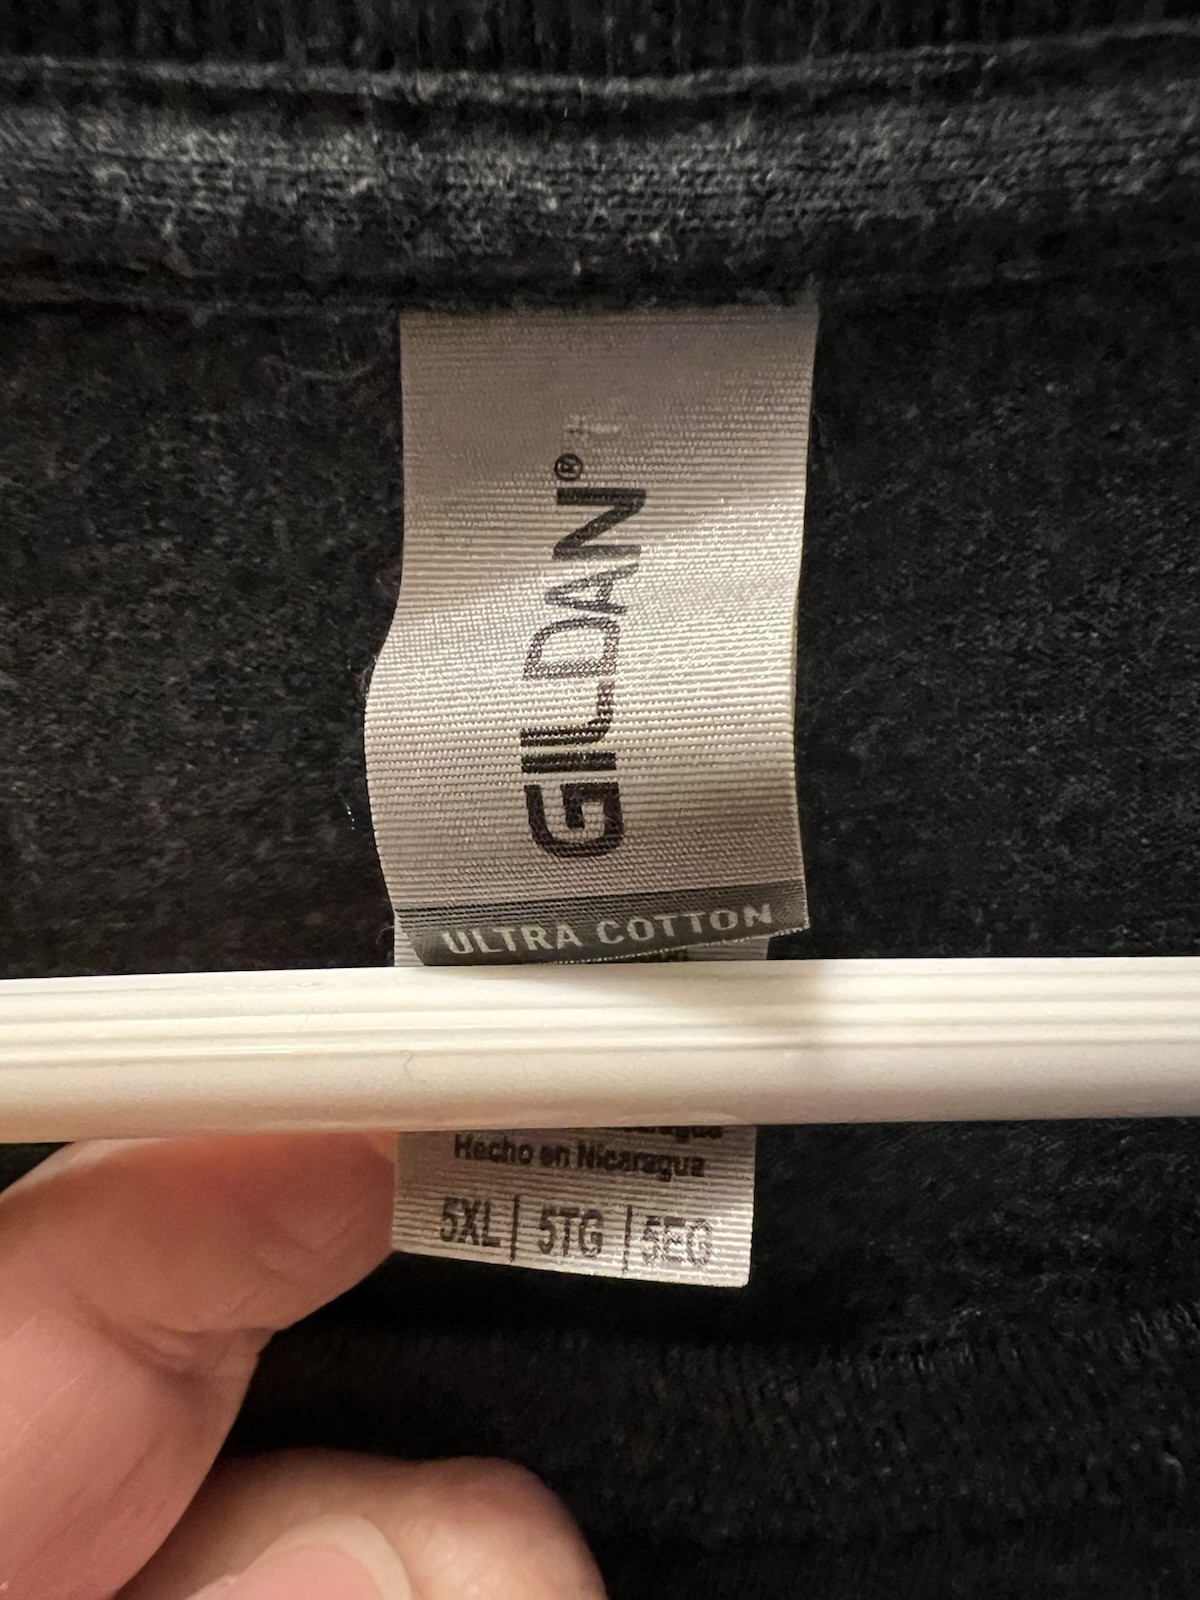 GILDAN®
ULTRA COTTON
Hecho en Nicaragua
5XL | 5TG | 5EG